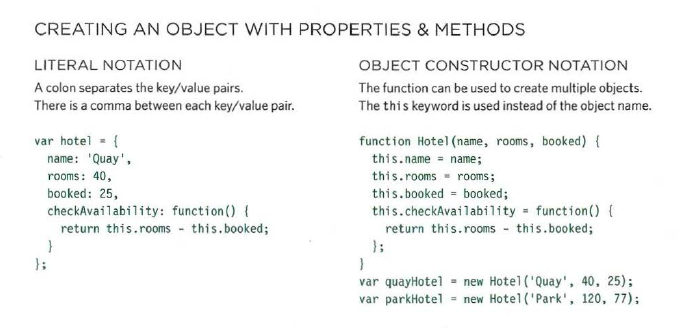 CREATING AN OBJECT WITH PROPERTIES & METHODS
LITERAL NOTATION
A colon separates the key/value pairs.
There is a comma between each key/value pair.
var hotel = {
  name: 'Quay',
  rooms: 40,
  booked: 25,
  checkAvailability: function() {
    return this.rooms - this.booked;
  }
};
OBJECT CONSTRUCTOR NOTATION
The function can be used to create multiple objects.
The this keyword is used instead of the object name.
function Hotel(name, rooms, booked) {
  this.name = name;
  this.rooms = rooms;
  this.booked = booked;
  this.checkAvailability = function() {
    return this.rooms - this.booked;
  };
}
var quayHotel = new Hotel('Quay', 40, 25);
var parkHotel = new Hotel('Park', 120, 77);